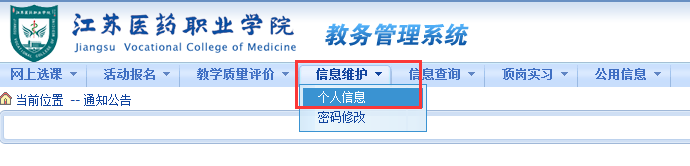 江苏医药职业学院
Jiangsu Vocational College of Medicine
教务管理系统
网上选课 活动报名 教学质量评价 信息维护 信息查询 顶岗实习 公用信息
个人信息
当前位置 -- 通知公告
密码修改